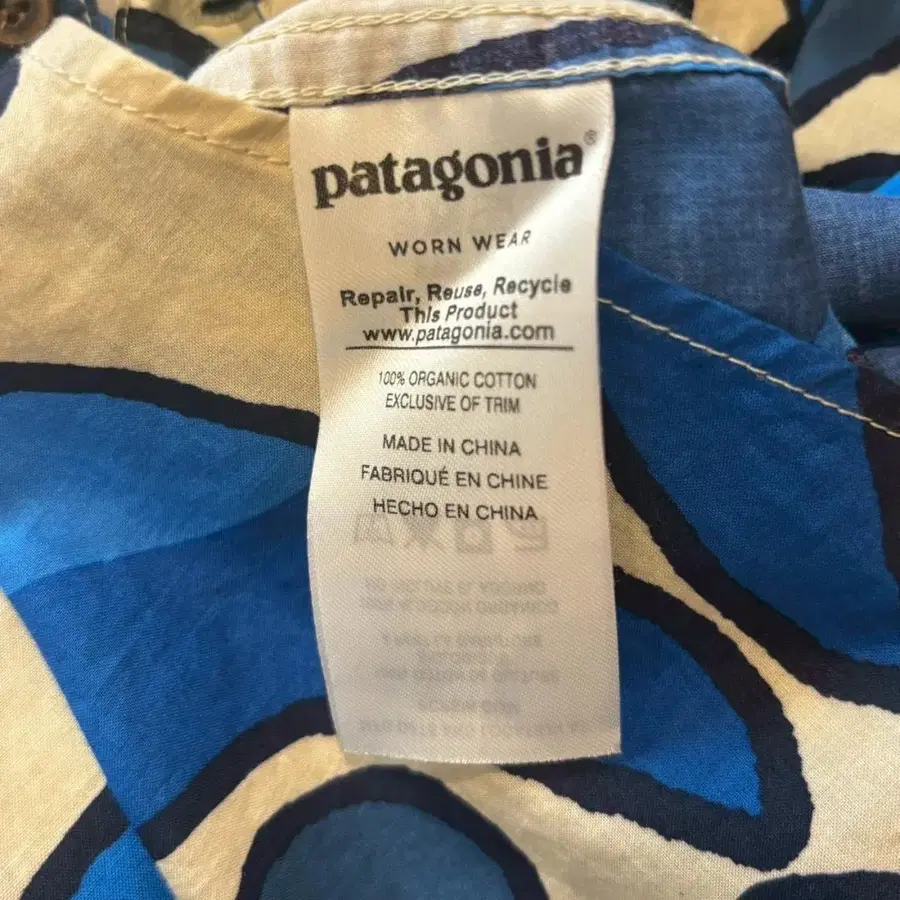 patagonia®
WORN WEAR
Repair, Reuse, Recycle
This Product
www.patagonia.com
100% ORGANIC COTTON
EXCLUSIVE OF TRIM
MADE IN CHINA
FABRIQUÉ EN CHINE
HECHO EN CHINA